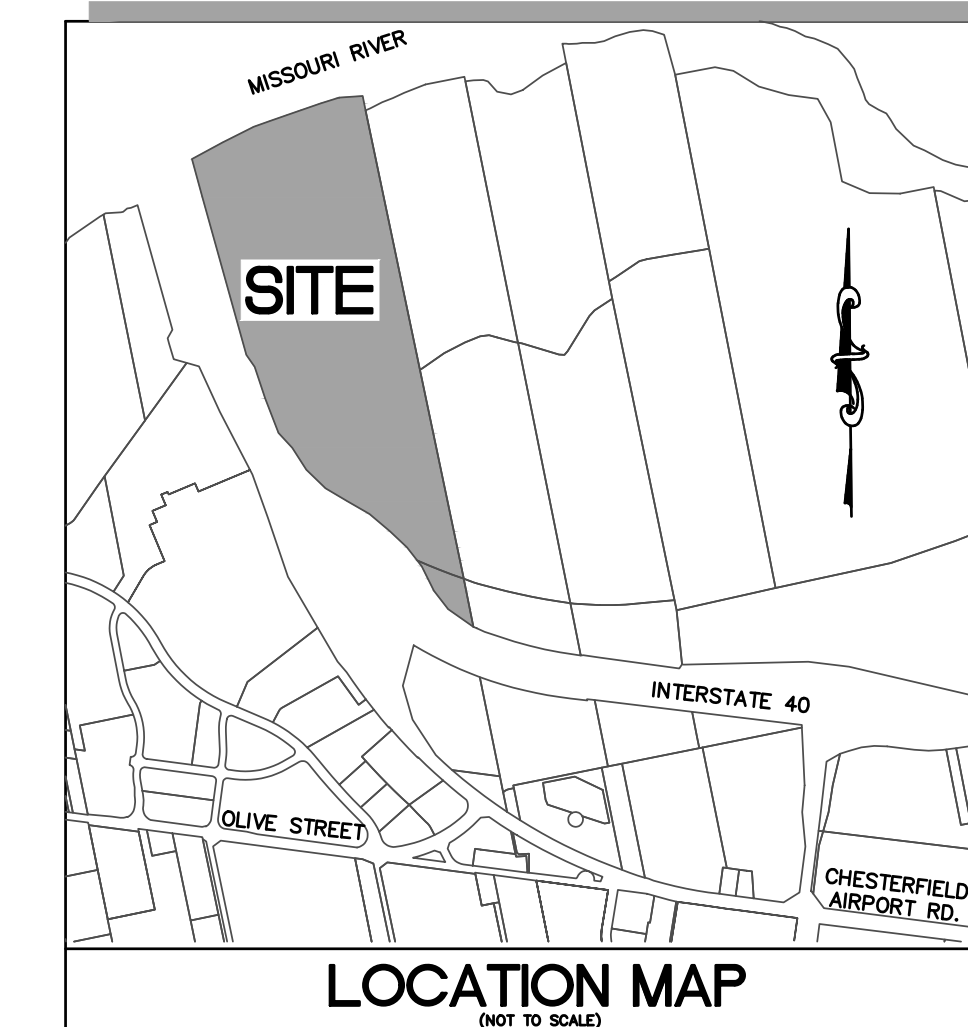 MISSOURI RIVER
SITE
INTERSTATE 40
OLIVE STREET
CHESTERFIELD
AIRPORT RD.
LOCATION MAP
(NOT TO SCALE)